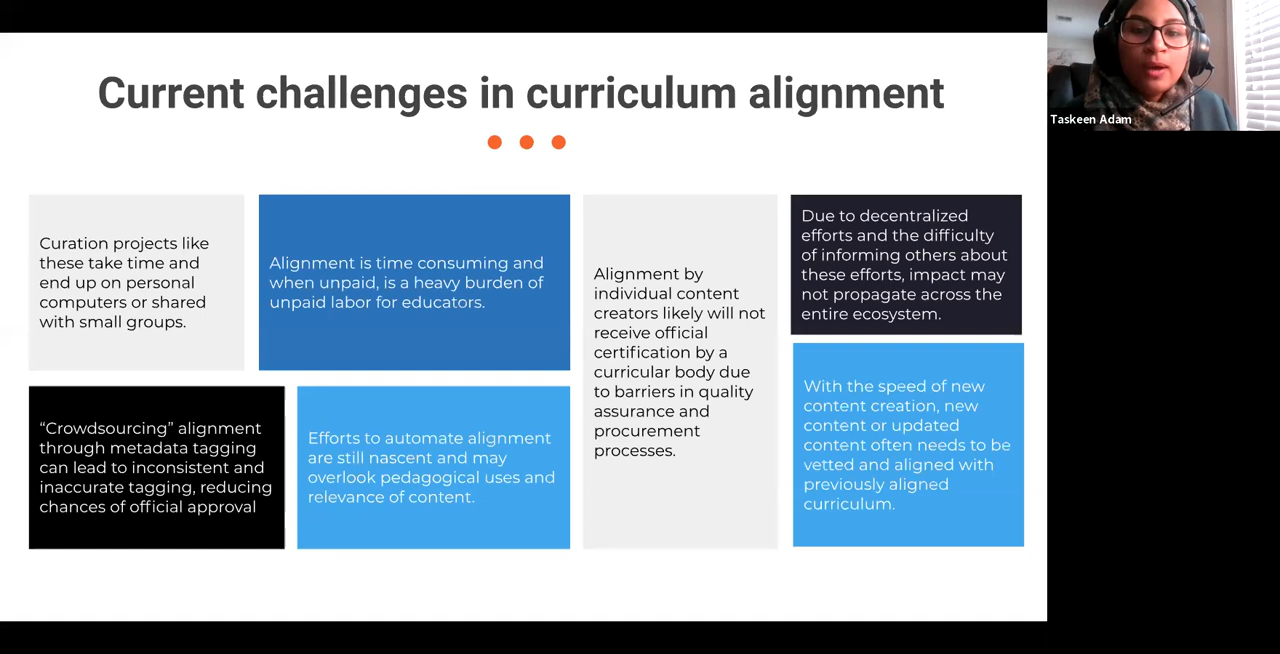 Current challenges in curriculum alignment
Curation projects like
these take time and
end up on personal
computers or shared
with small groups.
Alignment is time consuming and
when unpaid, is a heavy burden of
unpaid labor for educators.
Alignment by
individual content
creators likely will not
receive official
certification by a
curricular body due
to barriers in quality
assurance and
procurement
processes.
Due to decentralized
efforts and the difficulty
of informing others about
these efforts, impact may
not propagate across the
entire ecosystem.
“Crowdsourcing” alignment
through metadata tagging
can lead to inconsistent and
inaccurate tagging, reducing
chances of official approval
Efforts to automate alignment
are still nascent and may
overlook pedagogical uses and
relevance of content.
With the speed of new
content creation, new
content or updated
content often needs to be
vetted and aligned with
previously aligned
curriculum.
Taskeen Adam